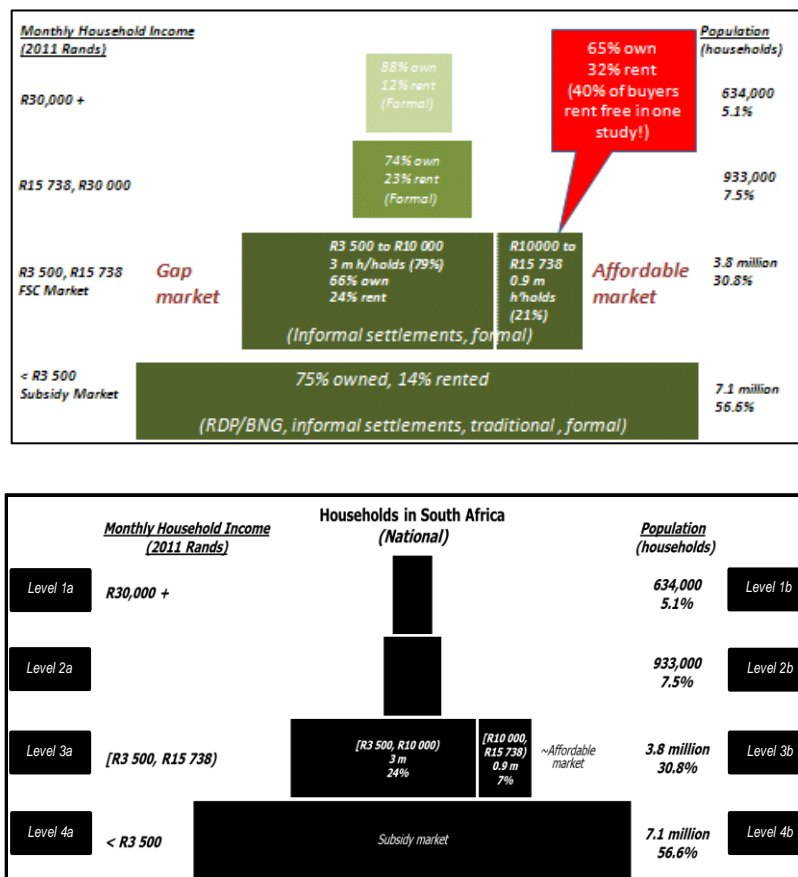 Monthly Household Income
(2011 Rands)
Population
(households)
65% own
32% rent
(40% of buyers
rent free in one
study!)
R30,000 +
88% own
12% rent
(Formal)
634,000
5.1%
R15 738, R30 000
74% own
23% rent
(Formal)
933,000
7.5%
R3 500, R15 738
FSC Market
Gap
market
R3 500 to R10 000
3 m h/holds (79%)
66% own
24% rent
R10000 to
R15 738
0.9 m
h'holds
(21%)
(Informal settlements, formal)
Affordable
market
3.8 million
30.8%
< R3 500
Subsidy Market
75% owned, 14% rented
(RDP/BNG, informal settlements, traditional , formal)
7.1 million
56.6%
Households in South Africa
(National)
Monthly Household Income
(2011 Rands)
Population
(households)
Level 1a
R30,000 +
634,000
5.1%
Level 1b
Level 2a
933,000
7.5%
Level 2b
Level 3a
[R3 500, R15 738)
[R3 500, R10 000)
3 m
24%
[R10 000,
R15 738)
0.9 m
7%
~Affordable
market
3.8 million
30.8%
Level 3b
Level 4a
< R3 500
Subsidy market
7.1 million
56.6%
Level 4b